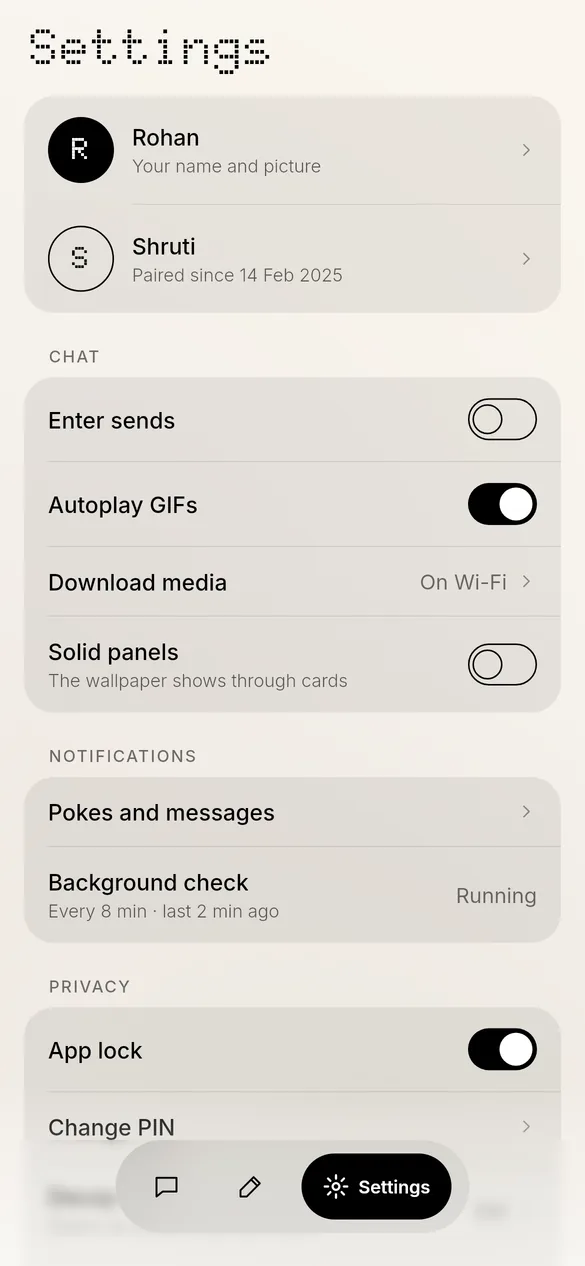 Settings
R
Rohan
Your name and picture
S
Shruti
Paired since 14 Feb 2025
CHAT
Enter sends
Autoplay GIFs
Download media
On Wi-Fi
Solid panels
The wallpaper shows through cards
NOTIFICATIONS
Pokes and messages
Background check
Every 8 min · last 2 min ago
Running
PRIVACY
App lock
Change PIN
Settings